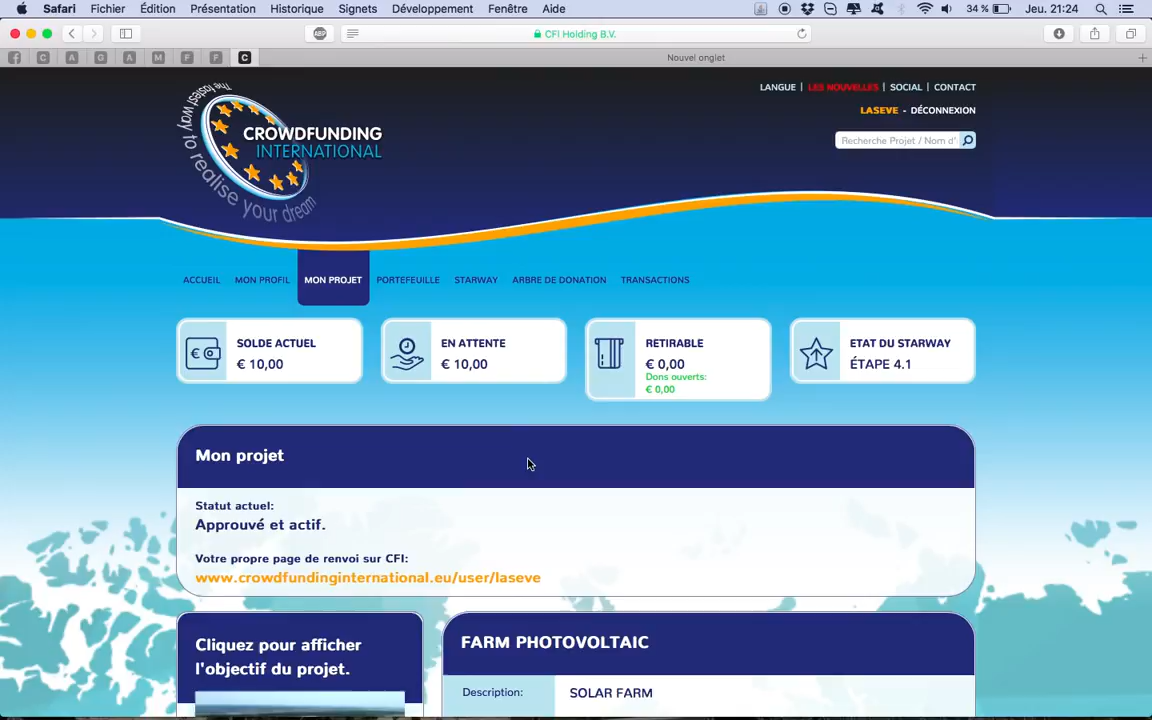 Safari Fichier Édition Présentation Historique Signets Développement Fenêtre Aide 34 % Jeu. 21:24
ABP CFI Holding B.V.
C A G A M F F C Nouvel onglet
LANGUE | LES NOUVELLES | SOCIAL | CONTACT
LASEVE - DÉCONNEXION
Recherche Projet / Nom d'
The fastest way to realise your dream
CROWDFUNDING
INTERNATIONAL
ACCUEIL MON PROFIL MON PROJET PORTEFEUILLE STARWAY ARBRE DE DONATION TRANSACTIONS
SOLDE ACTUEL
€ 10,00
EN ATTENTE
€ 10,00
RETIRABLE
€ 0,00
Dons ouverts:
€ 0,00
ETAT DU STARWAY
ÉTAPE 4.1
Mon projet
Statut actuel:
Approuvé et actif.
Votre propre page de renvoi sur CFI:
www.crowdfundinginternational.eu/user/laseve
Cliquez pour afficher
l'objectif du projet.
FARM PHOTOVOLTAIC
Description: SOLAR FARM